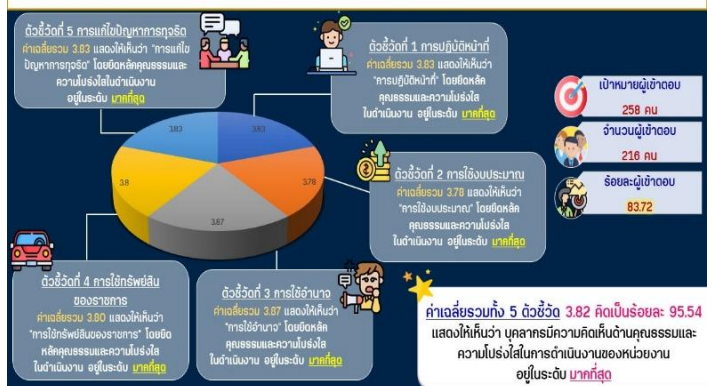 ตัวชี้วัดที่ 5 การแก้ไขปัญหาการทุจริต
ค่าเฉลี่ยรวม 3.83 แสดงให้เห็นว่า "การแก้ไข
ปัญหาการทุจริต" โดยยึดหลักคุณธรรมและ
ความโปร่งใสในดำเนินงาน
อยู่ในระดับ มากที่สุด
ตัวชี้วัดที่ 1 การปฏิบัติหน้าที่
ค่าเฉลี่ยรวม 3.83 แสดงให้เห็นว่า
"การปฏิบัติหน้าที่" โดยยึดหลัก
คุณธรรมและความโปร่งใส
ในดำเนินงาน อยู่ในระดับ มากที่สุด
เป้าหมายผู้เข้าตอบ
258 คน
จำนวนผู้เข้าตอบ
216 คน
ร้อยละผู้เข้าตอบ
83.72
3.83
3.83
3.78
3.87
3.8
ตัวชี้วัดที่ 2 การใช้งบประมาณ
ค่าเฉลี่ยรวม 3.78 แสดงให้เห็นว่า
"การใช้งบประมาณ" โดยยึดหลัก
คุณธรรมและความโปร่งใส
ในดำเนินงาน อยู่ในระดับ มากที่สุด
ตัวชี้วัดที่ 4 การใช้ทรัพย์สิน
ของราชการ
ค่าเฉลี่ยรวม 3.80 แสดงให้เห็นว่า
"การใช้ทรัพย์สินของราชการ" โดยยึด
หลักคุณธรรมและความโปร่งใส
ในดำเนินงาน อยู่ในระดับ มากที่สุด
ตัวชี้วัดที่ 3 การใช้อำนาจ
ค่าเฉลี่ยรวม 3.87 แสดงให้เห็นว่า
"การใช้อำนาจ" โดยยึดหลัก
คุณธรรมและความโปร่งใส
ในดำเนินงาน อยู่ในระดับ มากที่สุด
ค่าเฉลี่ยรวมทั้ง 5 ตัวชี้วัด 3.82 คิดเป็นร้อยละ 95.54
แสดงให้เห็นว่า บุคลากรมีความคิดเห็นด้านคุณธรรมและ
ความโปร่งใสในการดำเนินงานของหน่วยงาน
อยู่ในระดับ มากที่สุด